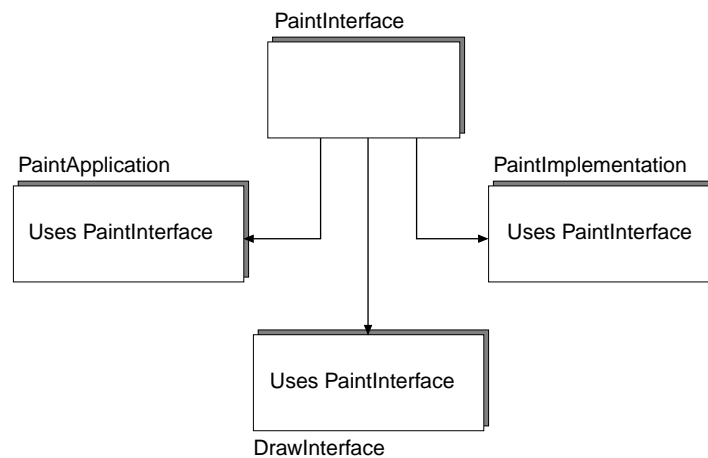 PaintInterface
PaintApplication
PaintImplementation
Uses PaintInterface
Uses PaintInterface
Uses PaintInterface
DrawInterface